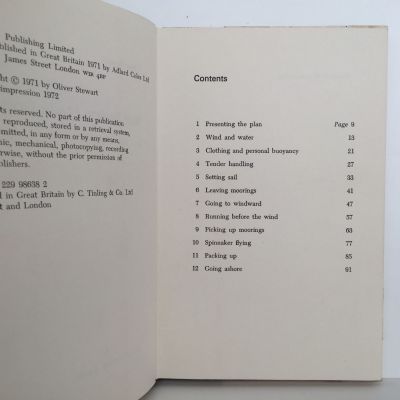 Publishing Limited
ublished in Great Britain 1971 by Adlard Coles Ltd
James Street London W1X 4BP
ght © 1971 by Oliver Stewart
impression 1972
ts reserved. No part of this publication
reproduced, stored in a retrieval system,
mitted, in any form or by any means,
nic, mechanical, photocopying, recording
rwise, without the prior permission of
blishers.
229 98638 2
d in Great Britain by C. Tinling & Co. Ltd
t and London
Contents
1 Presenting the plan Page 9
2 Wind and water 13
3 Clothing and personal buoyancy 21
4 Tender handling 27
5 Setting sail 33
6 Leaving moorings 41
7 Going to windward 47
8 Running before the wind 57
9 Picking up moorings 63
10 Spinnaker flying 77
11 Packing up 85
12 Going ashore 91